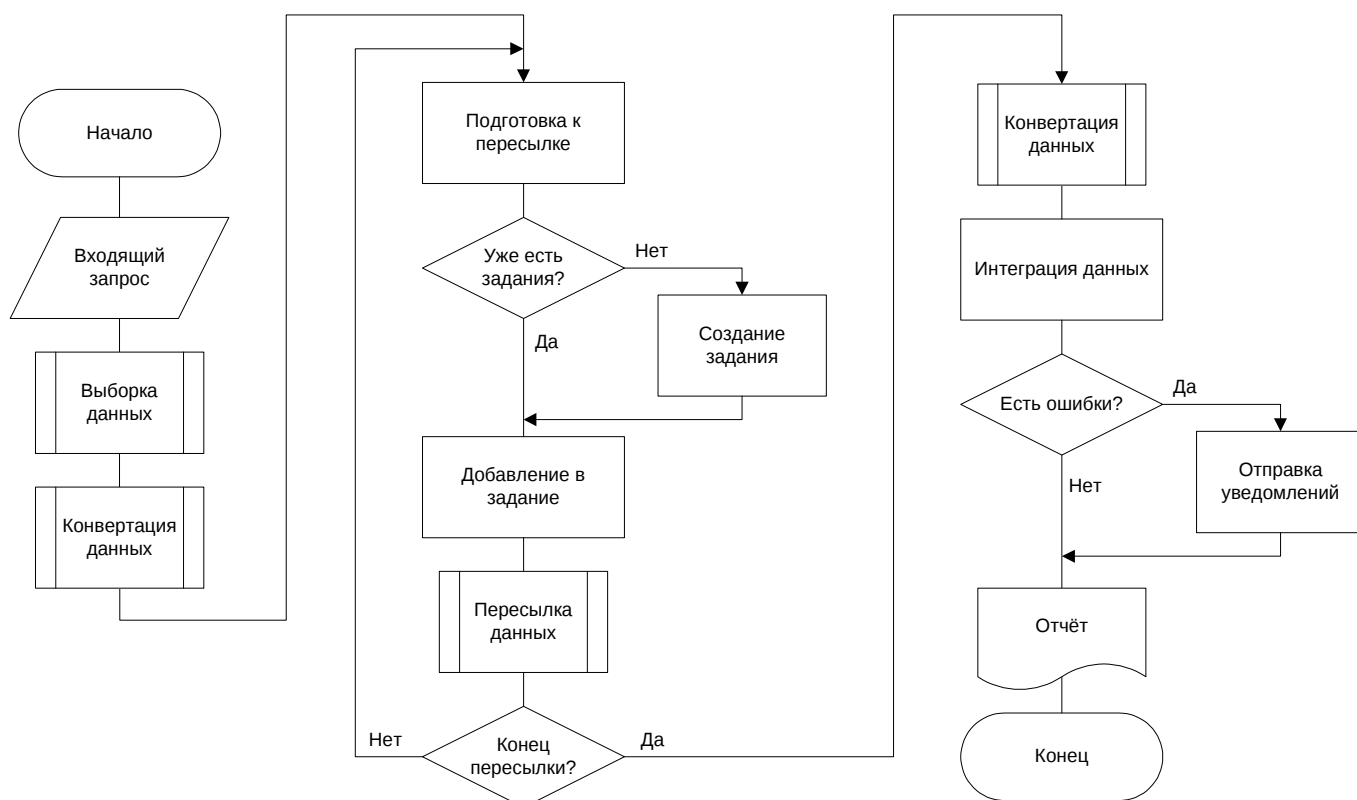 Начало
Входящий
запрос
Выборка
данных
Конвертация
данных
Подготовка к
пересылке
Уже есть
задания?
Нет
Создание
задания
Да
Добавление в
задание
Пересылка
данных
Конец
пересылки?
Нет
Да
Конвертация
данных
Интеграция данных
Есть ошибки?
Да
Отправка
уведомлений
Нет
Отчёт
Конец